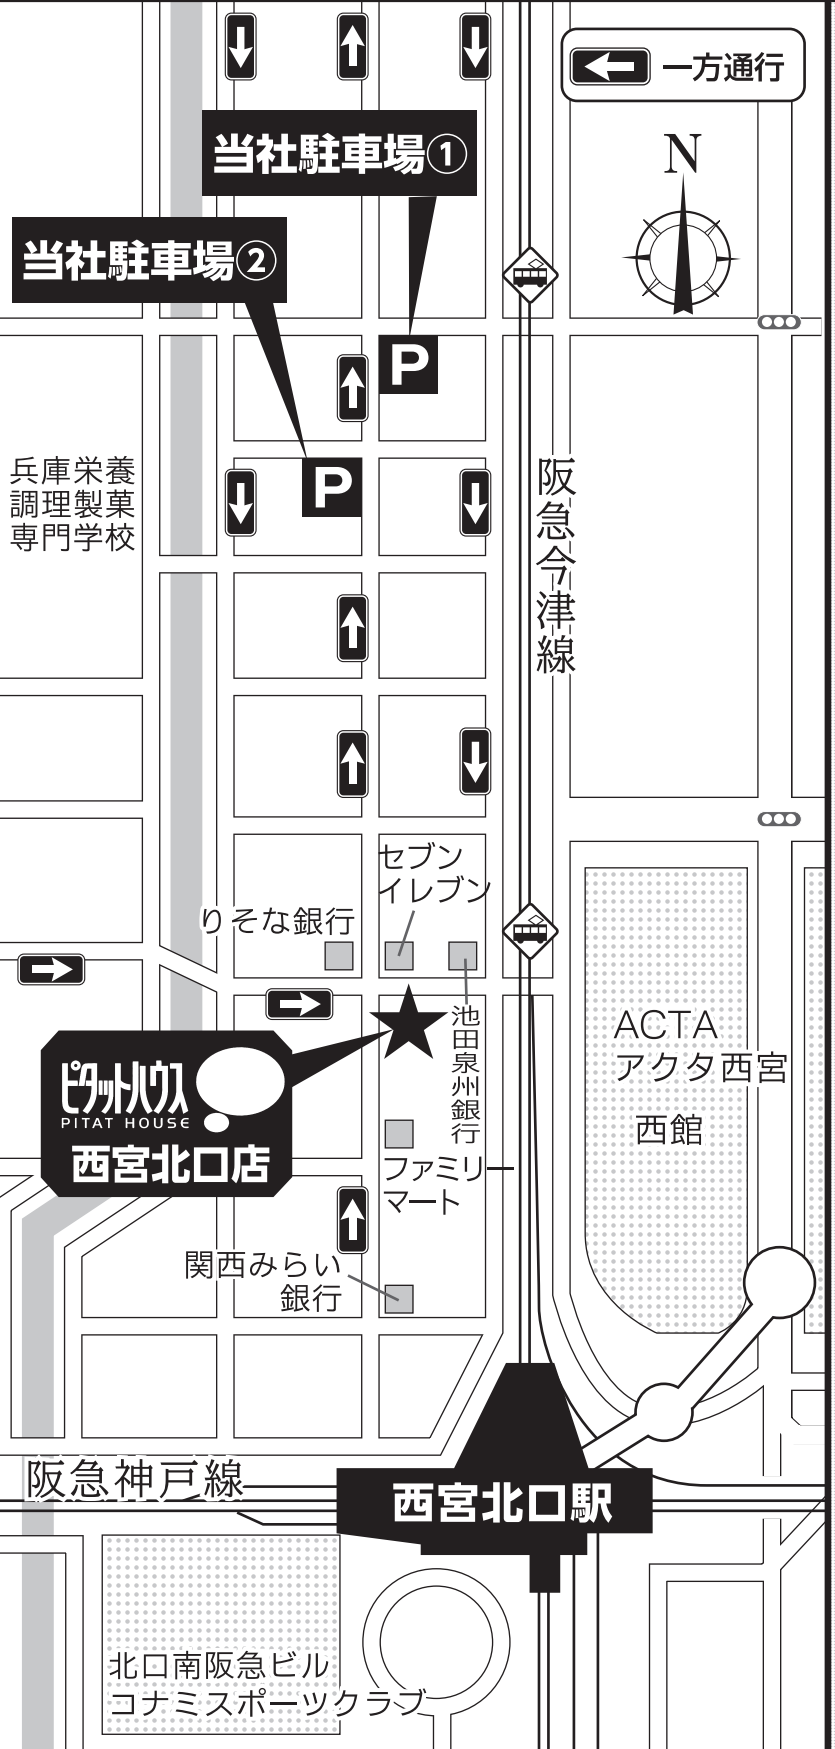 一方通行
N
当社駐車場①
当社駐車場②
P
P
兵庫栄養
調理製菓
専門学校
阪急今津線
セブン
イレブン
りそな銀行
池田泉州銀行
ACTA
アクタ西宮
西館
ピタットハウス
PITAT HOUSE
西宮北口店
ファミリー
マート
関西みらい
銀行
阪急神戸線
西宮北口駅
北口南阪急ビル
コナミスポーツクラブ